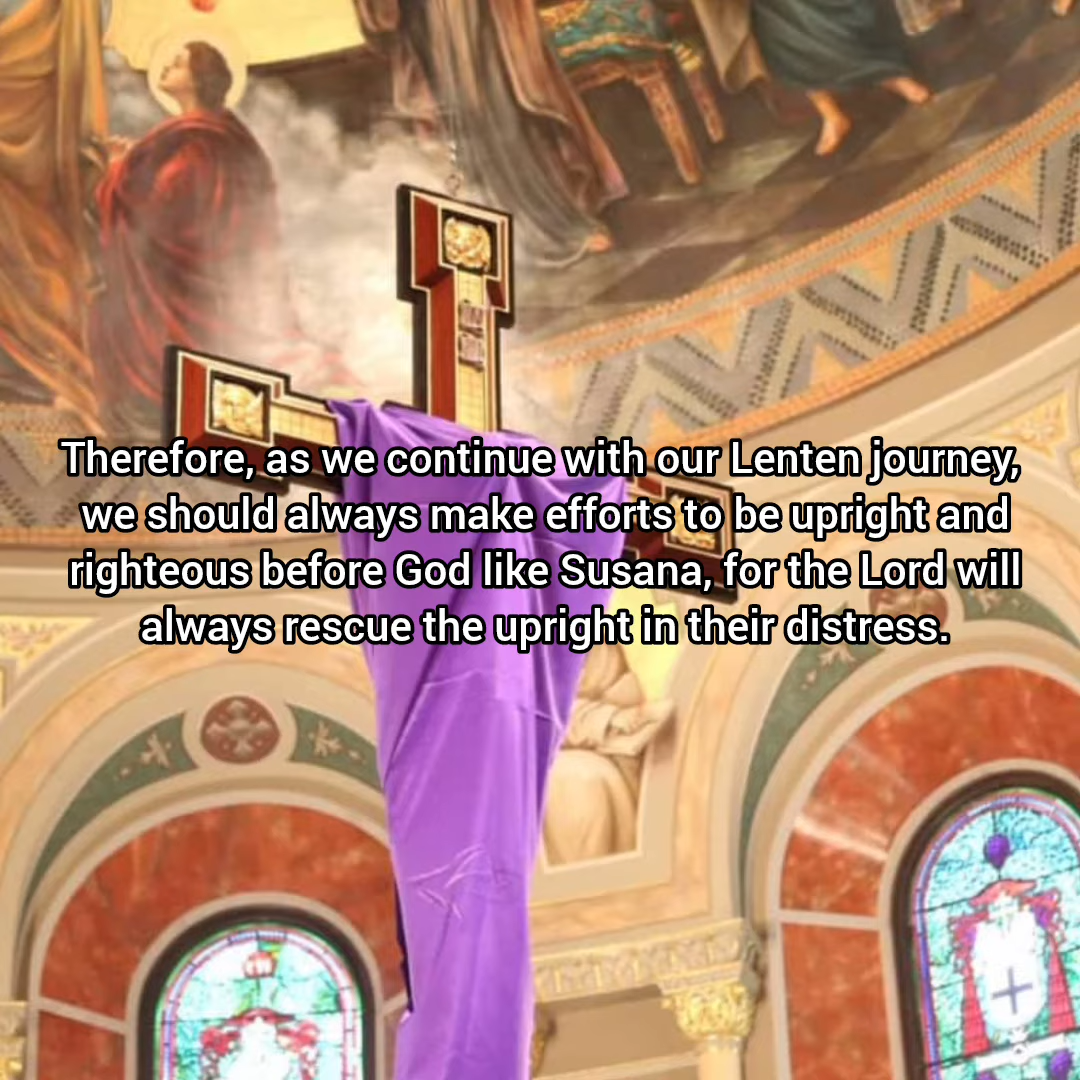 Therefore, as we continue with our Lenten journey,
we should always make efforts to be upright and
righteous before God like Susana, for the Lord will
always rescue the upright in their distress.